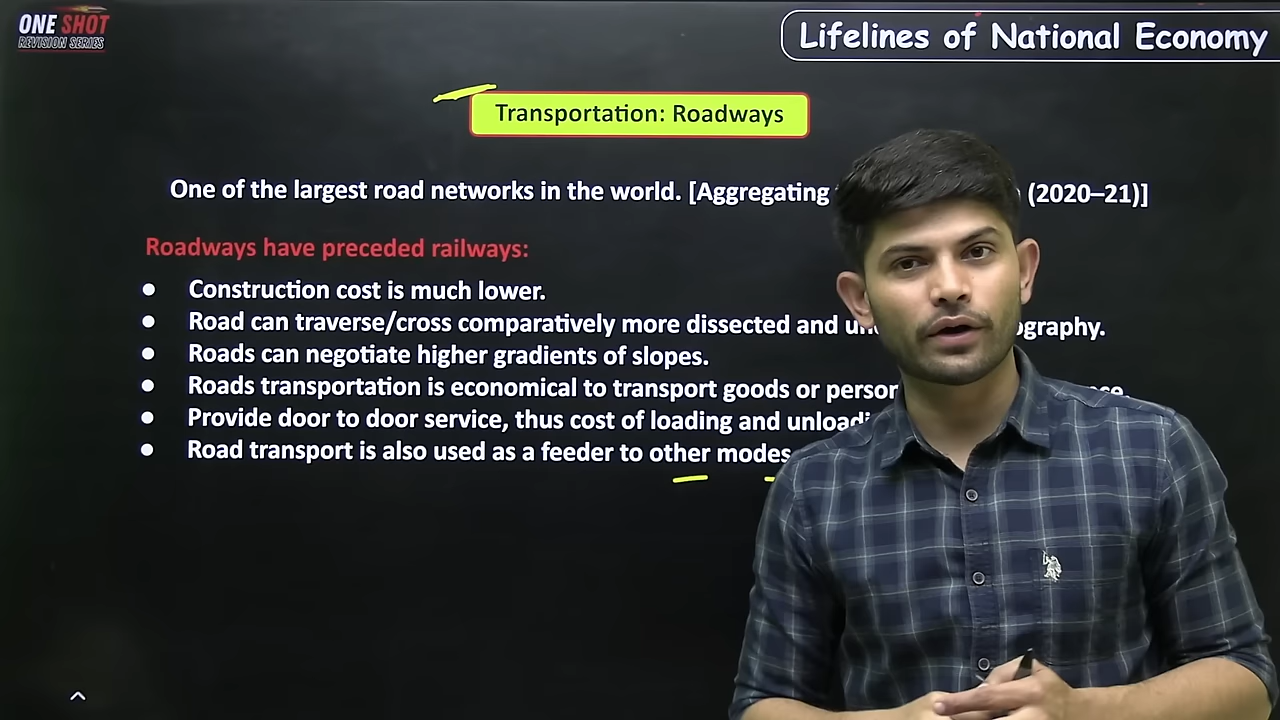 ONE SHOT
REVISION SERIES
Lifelines of National Economy
Transportation: Roadways
One of the largest road networks in the world. [Aggregating (2020–21)]
Roadways have preceded railways:
• Construction cost is much lower.
• Road can traverse/cross comparatively more dissected and
• Roads can negotiate higher gradients of slopes.
• Roads transportation is economical to transport goods or
• Provide door to door service, thus cost of loading and
• Road transport is also used as a feeder to other modes